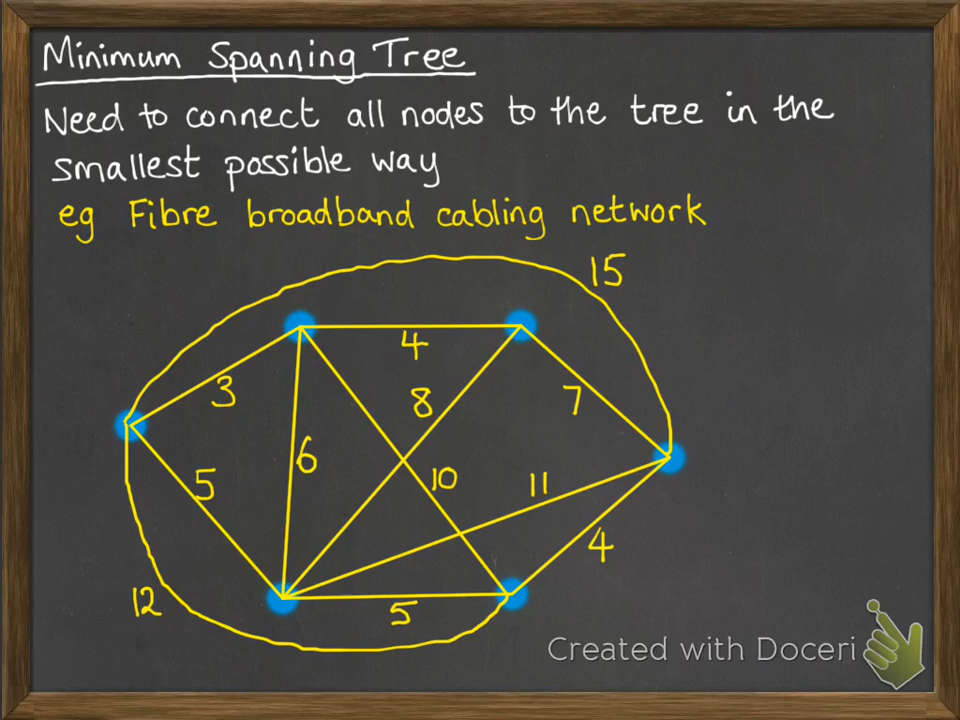 Minimum Spanning Tree
Need to connect all nodes to the tree in the
smallest possible way
eg Fibre broadband cabling network
15
4
3
8
7
6
5
10
11
4
12
5
Created with Doceri